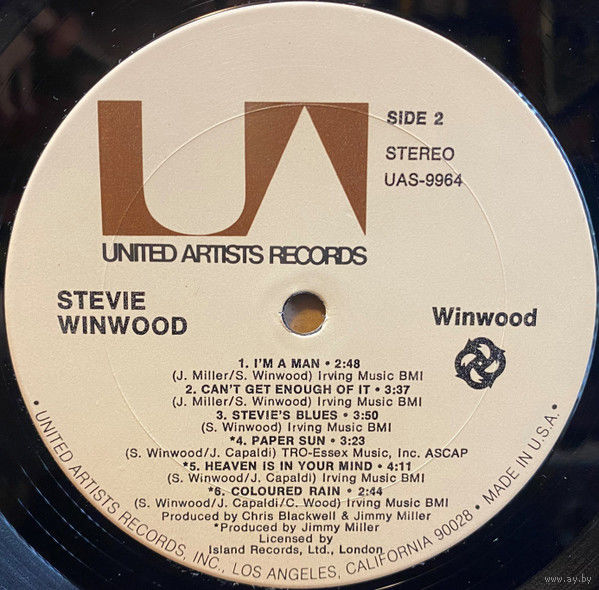 SIDE 2
STEREO
UAS-9964
UA
UNITED ARTISTS RECORDS
STEVIE
WINWOOD
Winwood
1. I'M A MAN • 2:48
(J. Miller/S. Winwood) Irving Music BMI
2. CAN'T GET ENOUGH OF IT • 3:37
(J. Miller/S. Winwood) Irving Music BMI
3. STEVIE'S BLUES • 3:50
(S. Winwood) Irving Music BMI
*4. PAPER SUN • 3:23
(S. Winwood/J. Capaldi) TRO-Essex Music, Inc. ASCAP
*5. HEAVEN IS IN YOUR MIND • 4:11
(S. Winwood/J. Capaldi) Irving Music BMI
*6. COLOURED RAIN • 2:44
(S. Winwood/J. Capaldi/C. Wood) Irving Music BMI
Produced by Chris Blackwell & Jimmy Miller
*Produced by Jimmy Miller
Licensed by
Island Records, Ltd., London
• UNITED ARTISTS RECORDS, INC., LOS ANGELES, CALIFORNIA 90028 • MADE IN U.S.A. •
www.ay.by